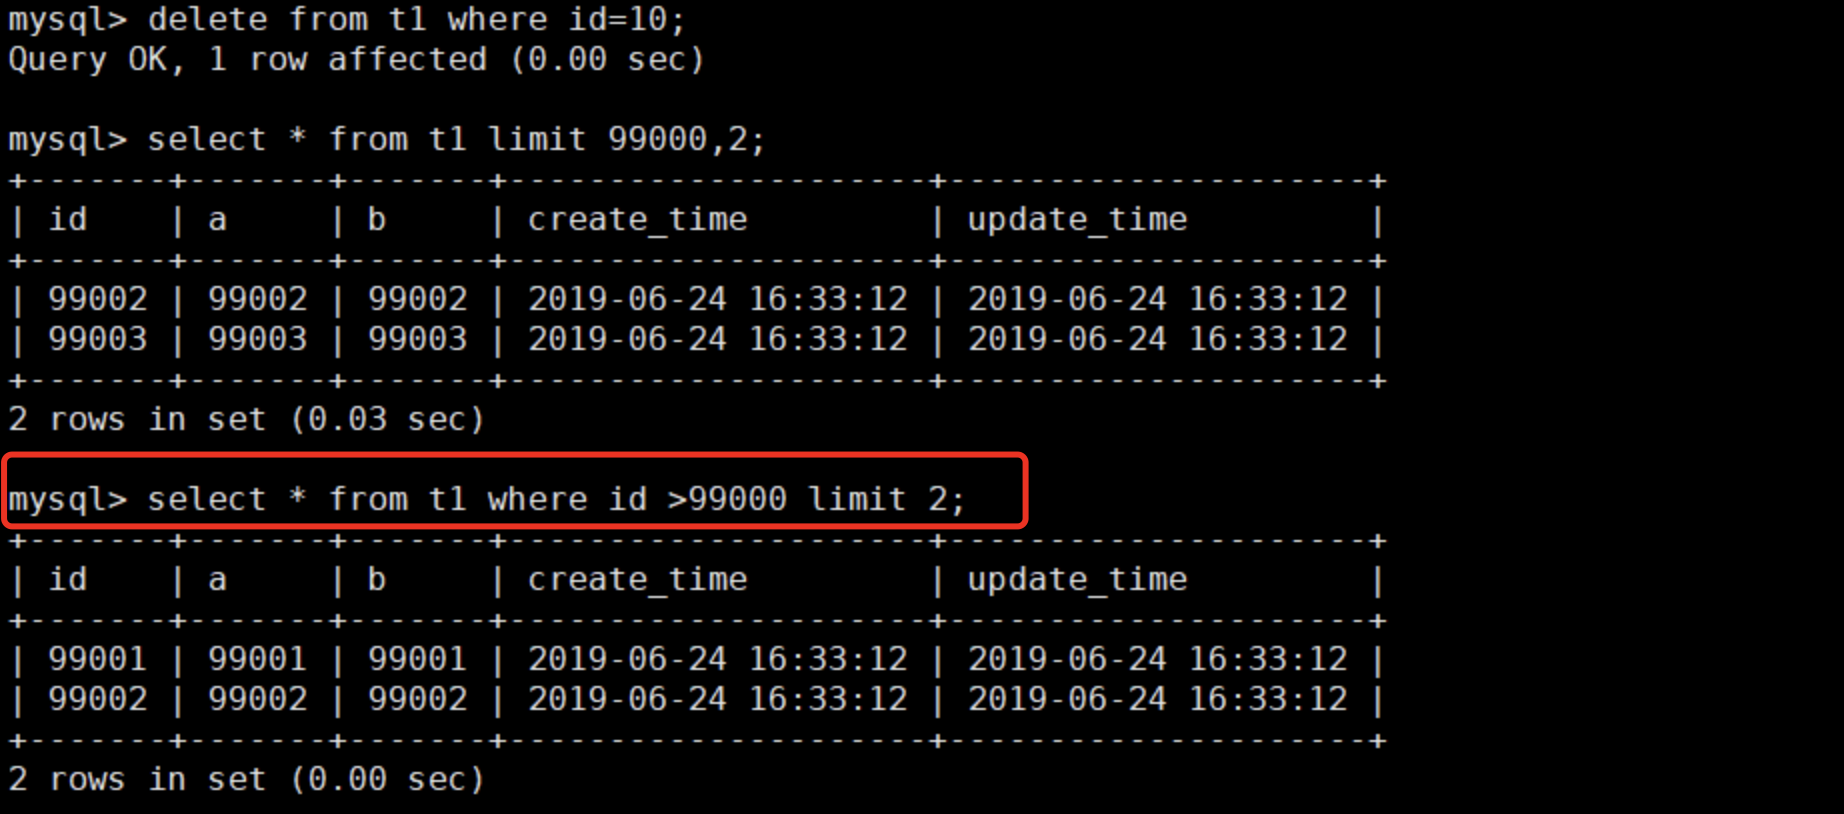 mysql> delete from t1 where id=10;
Query OK, 1 row affected (0.00 sec)
mysql> select * from t1 limit 99000,2;
+-------+-------+-------+---------------------+---------------------+
| id    | a     | b     | create_time         | update_time         |
+-------+-------+-------+---------------------+---------------------+
| 99002 | 99002 | 99002 | 2019-06-24 16:33:12 | 2019-06-24 16:33:12 |
| 99003 | 99003 | 99003 | 2019-06-24 16:33:12 | 2019-06-24 16:33:12 |
+-------+-------+-------+---------------------+---------------------+
2 rows in set (0.03 sec)
mysql> select * from t1 where id >99000 limit 2;
+-------+-------+-------+---------------------+---------------------+
| id    | a     | b     | create_time         | update_time         |
+-------+-------+-------+---------------------+---------------------+
| 99001 | 99001 | 99001 | 2019-06-24 16:33:12 | 2019-06-24 16:33:12 |
| 99002 | 99002 | 99002 | 2019-06-24 16:33:12 | 2019-06-24 16:33:12 |
+-------+-------+-------+---------------------+---------------------+
2 rows in set (0.00 sec)